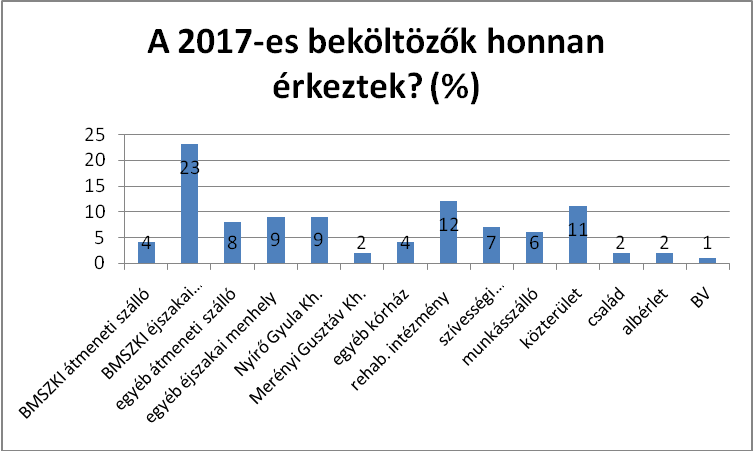 A 2017-es beköltözők honnan
érkeztek? (%)
25
20
15
10
5
0
4
23
8
9
9
2
4
12
7
6
11
2
2
1
BMSZKI átmeneti szálló
BMSZKI éjszakai...
egyéb átmeneti szálló
egyéb éjszakai menhely
Nyírő Gyula Kh.
Merényi Gusztáv Kh.
egyéb kórház
rehab. intézmény
szívességi...
munkásszálló
közterület
család
albérlet
BV